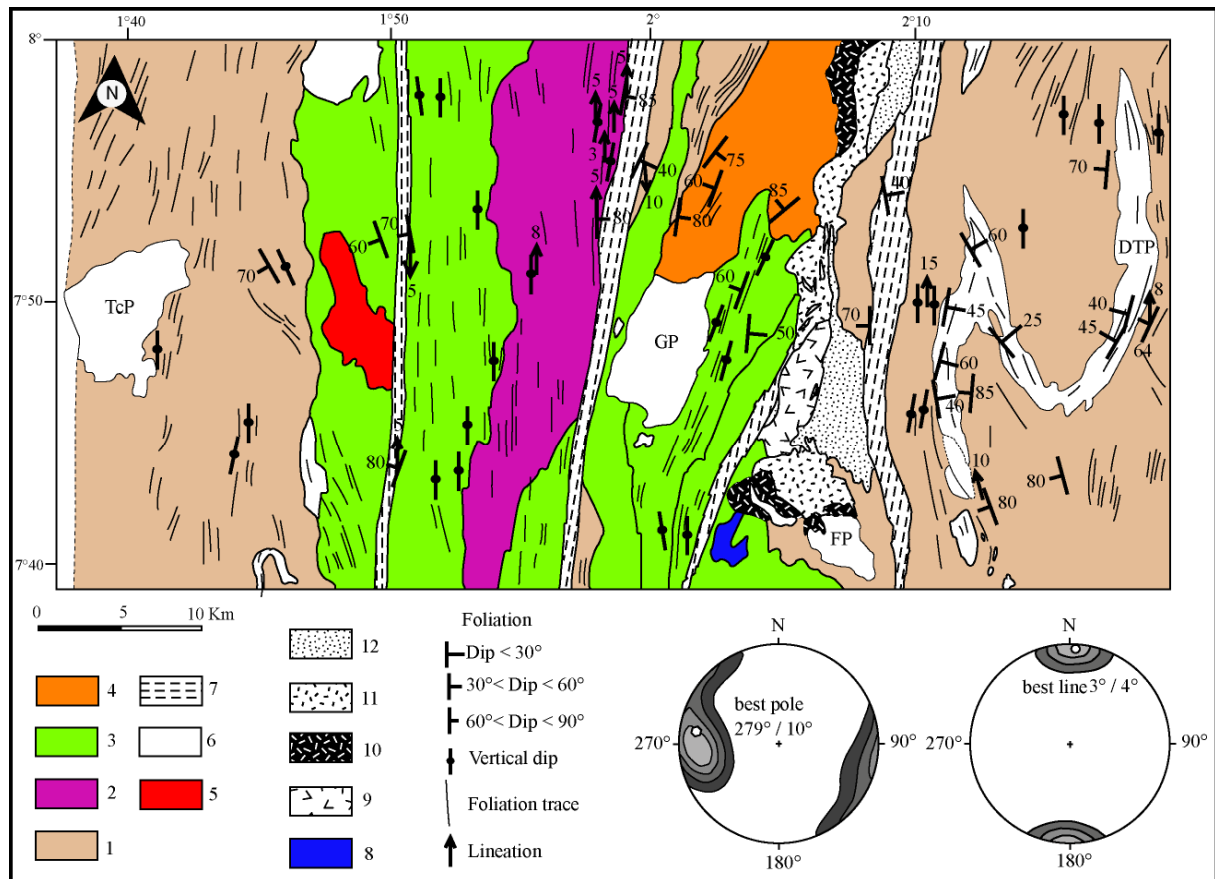 1°40 1°50 2° 2°10
8°
N
5 5 5 85
3
5 40 75 70
10 60 85 40
80 80
70 60 8 60 60
70 5 15 DTP
7°50
TcP 45 40 8
GP 50 70 25 45 64
60
40 85
5
80 10 80 80
FP
7°40
0 5 10 Km
4 7
3 6
2 5
1
12
11
10
9
8
Foliation
Dip < 30°
30°< Dip < 60°
60°< Dip < 90°
Vertical dip
Foliation trace
Lineation
N
best pole
279° / 10°
270° 90°
180°
N
best line 3° / 4°
270° 90°
180°